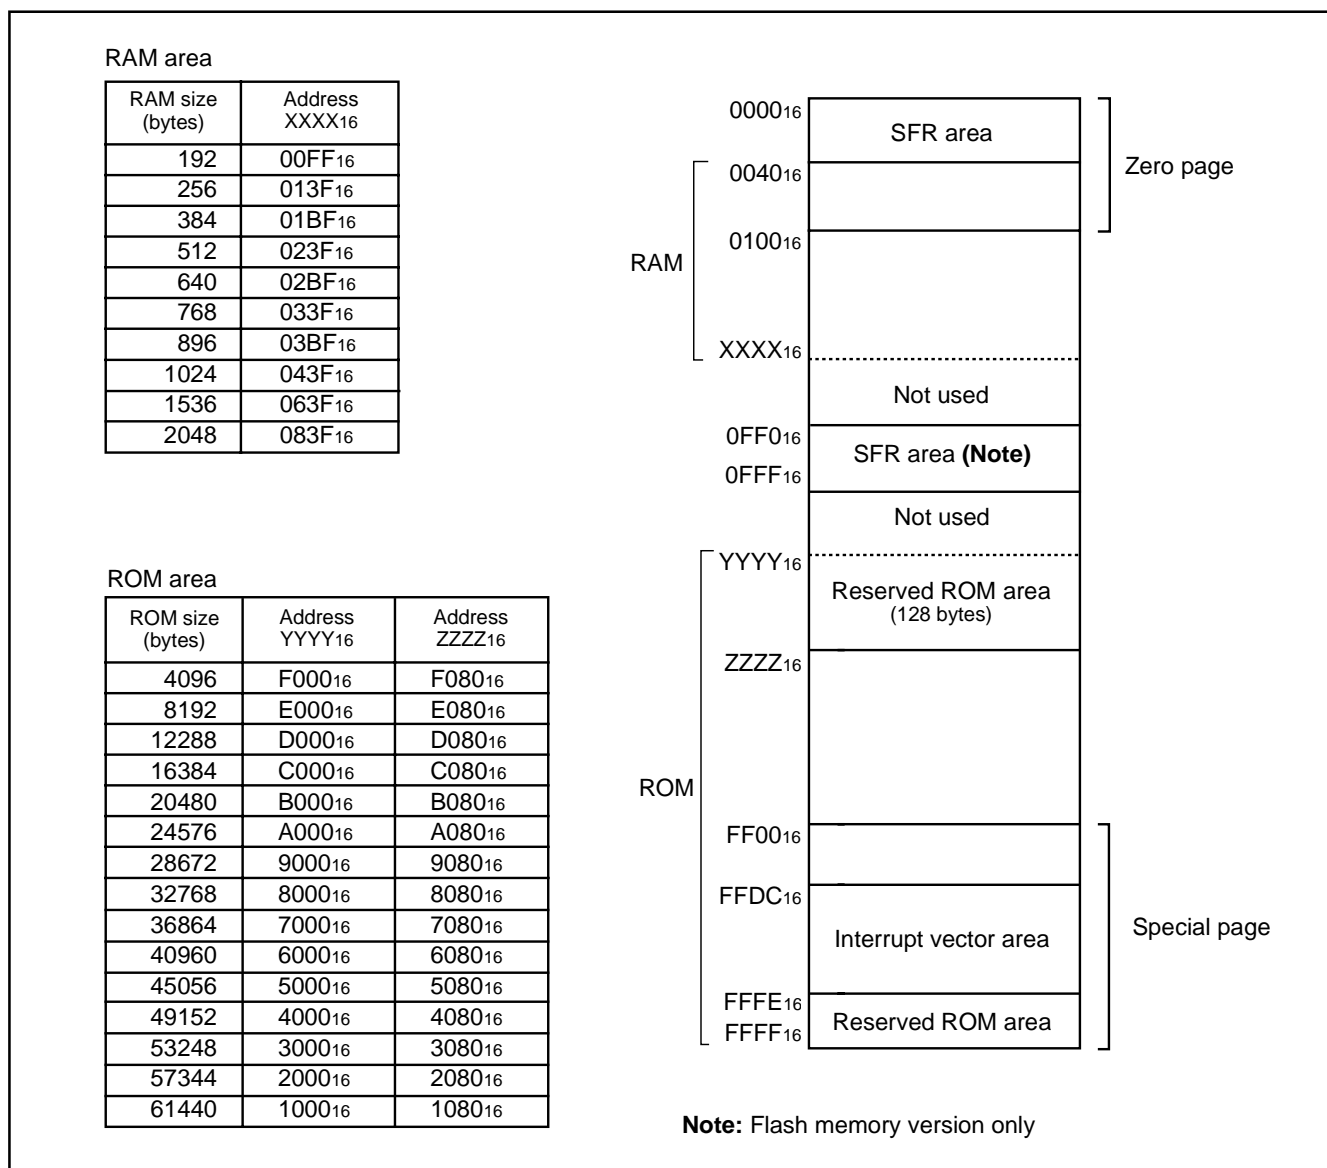 RAM area
RAM size (bytes) Address XXXX16
192 00FF16
256 013F16
384 01BF16
512 023F16
640 02BF16
768 033F16
896 03BF16
1024 043F16
1536 063F16
2048 083F16
ROM area
ROM size (bytes) Address YYYY16 Address ZZZZ16
4096 F00016 F08016
8192 E00016 E08016
12288 D00016 D08016
16384 C00016 C08016
20480 B00016 B08016
24576 A00016 A08016
28672 900016 908016
32768 800016 808016
36864 700016 708016
40960 600016 608016
45056 500016 508016
49152 400016 408016
53248 300016 308016
57344 200016 208016
61440 100016 108016
000016
SFR area
Zero page
004016
010016
RAM
XXXX16
Not used
0FF016
SFR area (Note)
0FFF16
Not used
YYYY16
Reserved ROM area
(128 bytes)
ZZZZ16
ROM
FF0016
FFDC16
Interrupt vector area
Special page
FFFE16
Reserved ROM area
FFFF16
Note: Flash memory version only